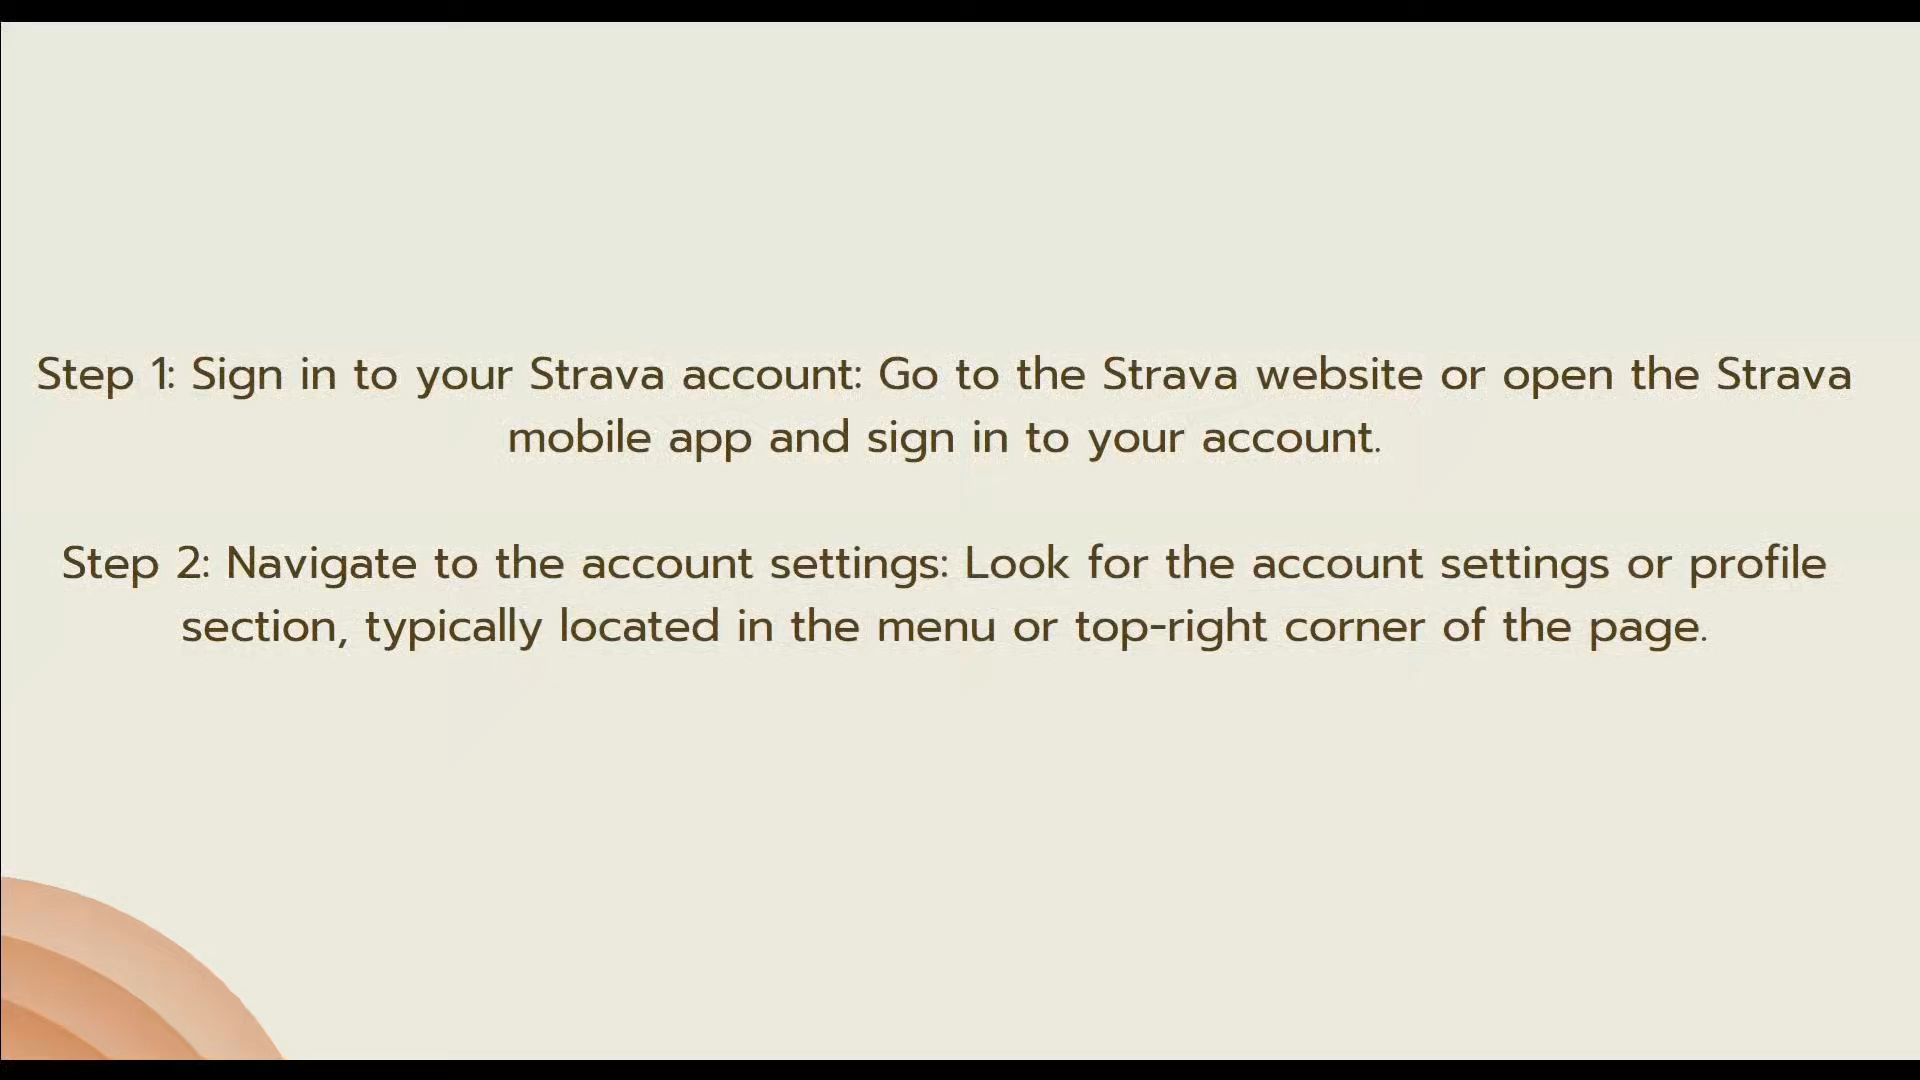 Step 1: Sign in to your Strava account: Go to the Strava website or open the Strava
mobile app and sign in to your account.
Step 2: Navigate to the account settings: Look for the account settings or profile
section, typically located in the menu or top-right corner of the page.